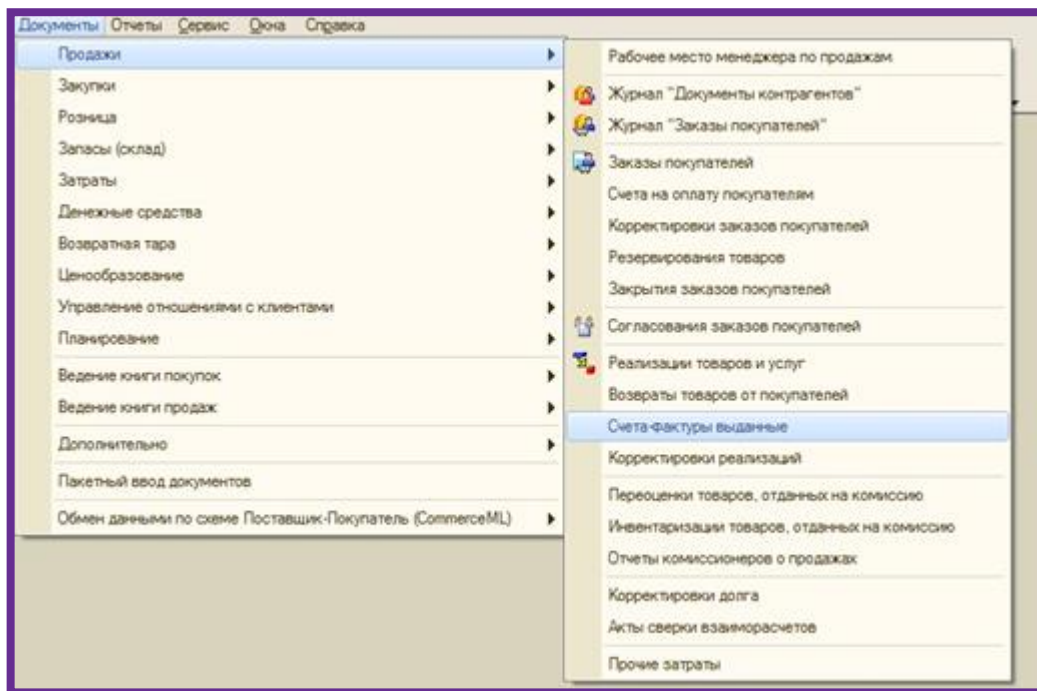 Документы Отчеты Сервис Окна Справка
Продажи
Закупки
Розница
Запасы (склад)
Затраты
Денежные средства
Возвратная тара
Ценообразование
Управление отношениями с клиентами
Планирование
Ведение книги покупок
Ведение книги продаж
Дополнительно
Пакетный ввод документов
Обмен данными по схеме Поставщик-Покупатель (CommerceML)
Рабочее место менеджера по продажам
Журнал "Документы контрагентов"
Журнал "Заказы покупателей"
Заказы покупателей
Счета на оплату покупателям
Корректировки заказов покупателей
Резервирования товаров
Закрытия заказов покупателей
Согласования заказов покупателей
Реализации товаров и услуг
Возвраты товаров от покупателей
Счета-фактуры выданные
Корректировки реализаций
Переоценки товаров, отданных на комиссию
Инвентаризации товаров, отданных на комиссию
Отчеты комиссионеров о продажах
Корректировки долга
Акты сверки взаиморасчетов
Прочие затраты